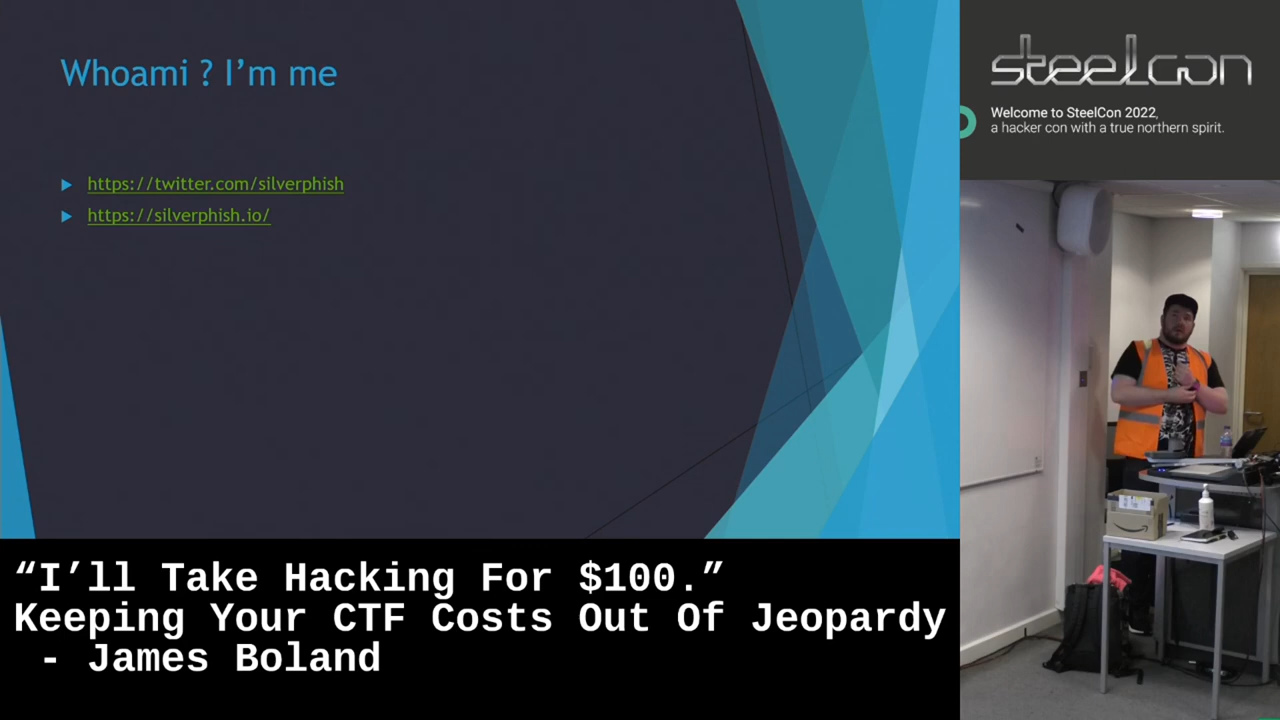 Whoami ? I'm me
https://twitter.com/silverphish
https://silverphish.io/
steelcon
Welcome to SteelCon 2022,
a hacker con with a true northern spirit.
“I’ll Take Hacking For $100.”
Keeping Your CTF Costs Out Of Jeopardy
- James Boland